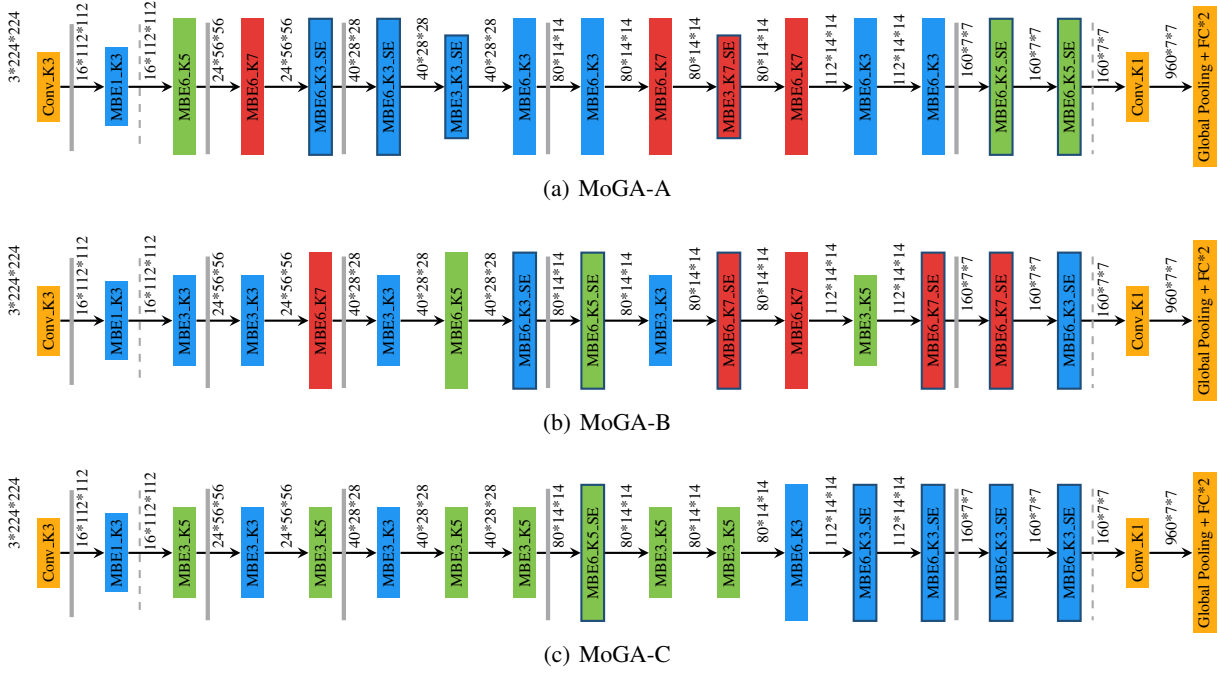 3*224*224
Conv_K3
16*112*112
MBE1_K3
16*112*112
MBE6_K5
24*56*56
MBE6_K7
24*56*56
MBE6_K3_SE
40*28*28
MBE6_K3_SE
40*28*28
MBE3_K3_SE
40*28*28
MBE6_K3
80*14*14
MBE6_K3
80*14*14
MBE6_K7
80*14*14
MBE3_K7_SE
80*14*14
MBE6_K7
112*14*14
MBE6_K3
112*14*14
MBE6_K3
160*7*7
MBE6_K5_SE
160*7*7
MBE6_K5_SE
160*7*7
Conv_K1
960*7*7
Global Pooling + FC*2
(a) MoGA-A
3*224*224
Conv_K3
16*112*112
MBE1_K3
16*112*112
MBE3_K3
24*56*56
MBE3_K3
24*56*56
MBE6_K7
40*28*28
MBE3_K3
40*28*28
MBE6_K5
40*28*28
MBE6_K3_SE
80*14*14
MBE6_K5_SE
80*14*14
MBE3_K3
80*14*14
MBE6_K7_SE
80*14*14
MBE6_K7
112*14*14
MBE3_K5
112*14*14
MBE6_K7_SE
160*7*7
MBE6_K7_SE
160*7*7
MBE6_K3_SE
160*7*7
Conv_K1
960*7*7
Global Pooling + FC*2
(b) MoGA-B
3*224*224
Conv_K3
16*112*112
MBE1_K3
16*112*112
MBE3_K5
24*56*56
MBE3_K3
24*56*56
MBE3_K5
40*28*28
MBE3_K3
40*28*28
MBE3_K5
40*28*28
MBE3_K5
80*14*14
MBE6_K5_SE
80*14*14
MBE3_K5
80*14*14
MBE3_K5
80*14*14
MBE6_K3
112*14*14
MBE6_K3_SE
112*14*14
MBE6_K3_SE
160*7*7
MBE6_K3_SE
160*7*7
MBE6_K3_SE
160*7*7
Conv_K1
960*7*7
Global Pooling + FC*2
(c) MoGA-C